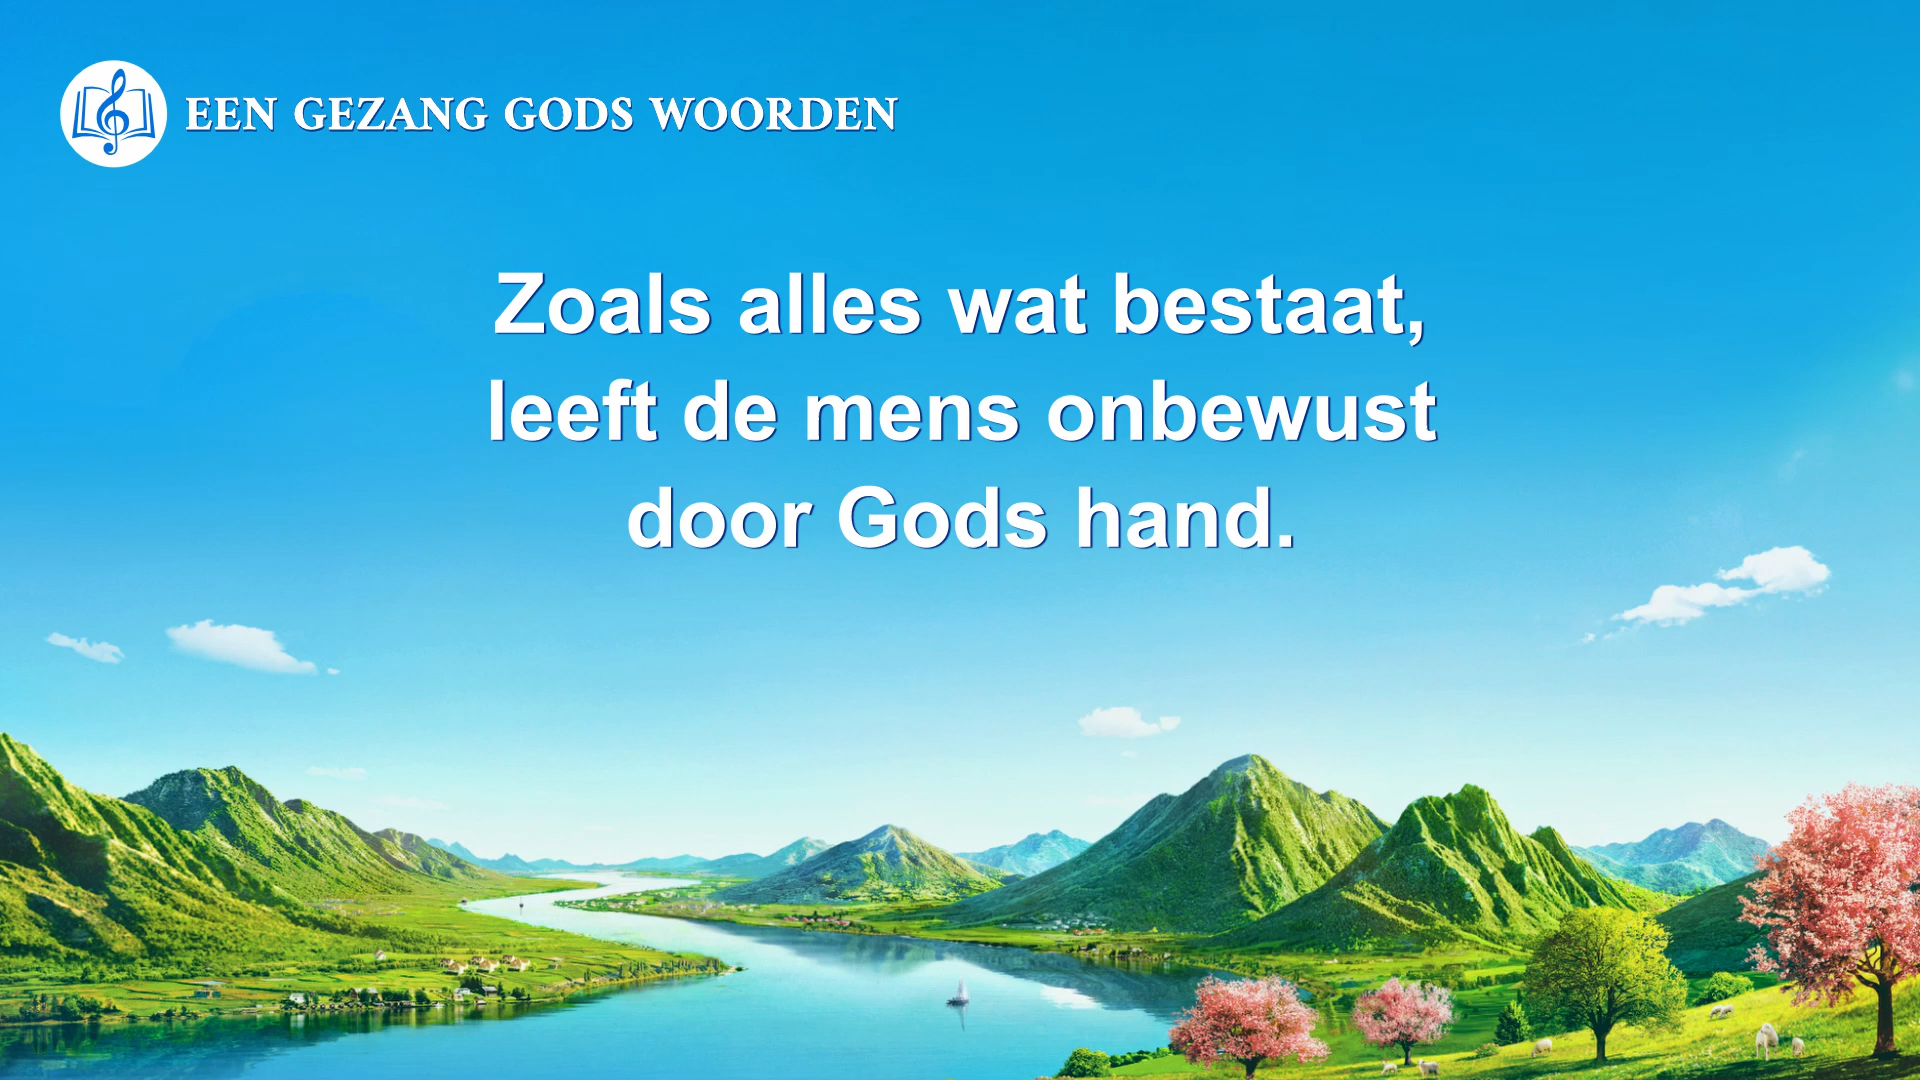 EEN GEZANG GODS WOORDEN
Zoals alles wat bestaat,
leeft de mens onbewust
door Gods hand.